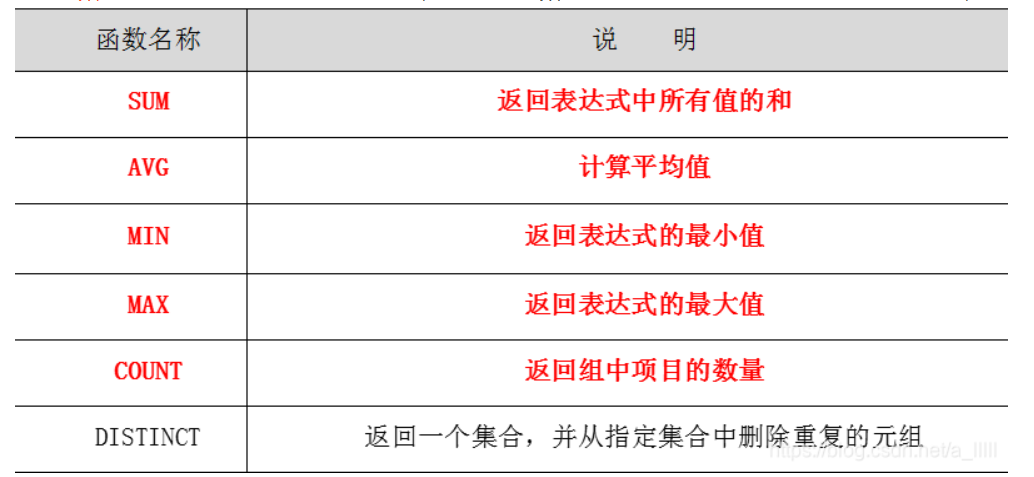 函数名称 说 明
SUM 返回表达式中所有值的和
AVG 计算平均值
MIN 返回表达式的最小值
MAX 返回表达式的最大值
COUNT 返回组中项目的数量
DISTINCT 返回一个集合，并从指定集合中删除重复的元组
https://blog.csdn.net/a_lllll